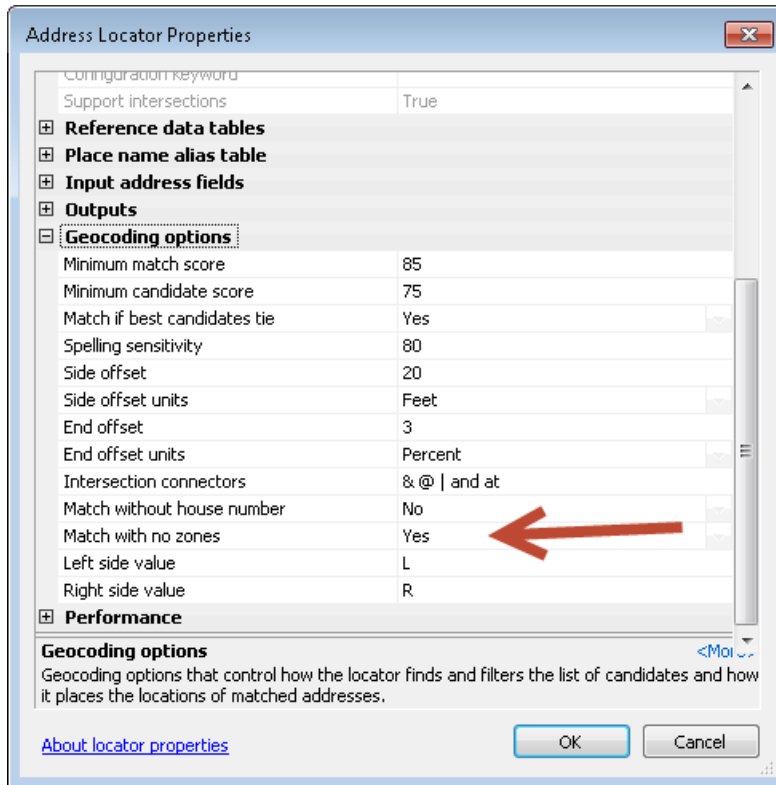 Address Locator Properties
Configuration keyword
Support intersections True
Reference data tables
Place name alias table
Input address fields
Outputs
Geocoding options
Minimum match score 85
Minimum candidate score 75
Match if best candidates tie Yes
Spelling sensitivity 80
Side offset 20
Side offset units Feet
End offset 3
End offset units Percent
Intersection connectors & @ | and at
Match without house number No
Match with no zones Yes
Left side value L
Right side value R
Performance
Geocoding options
Geocoding options that control how the locator finds and filters the list of candidates and how
it places the locations of matched addresses.
About locator properties OK Cancel